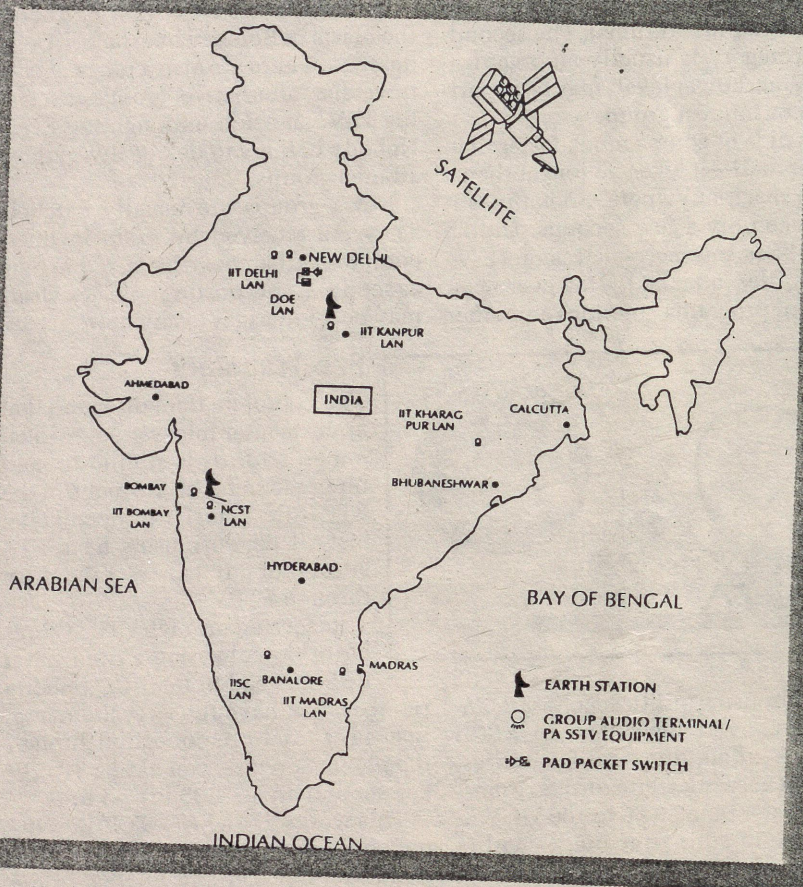 SATELLITE
NEW DELHI
IIT DELHI
LAN
DOE
LAN
IIT KANPUR
LAN
AHMEDABAD
INDIA
IIT KHARAG
PUR LAN
CALCUTTA
BOMBAY
BHUBANESHWAR
IIT BOMBAY
LAN
NCST
LAN
HYDERABAD
ARABIAN SEA
BAY OF BENGAL
MADRAS
IISC
LAN
BANALORE
IIT MADRAS
LAN
EARTH STATION
GROUP AUDIO TERMINAL/
PA SSTV EQUIPMENT
PAD PACKET SWITCH
INDIAN OCEAN